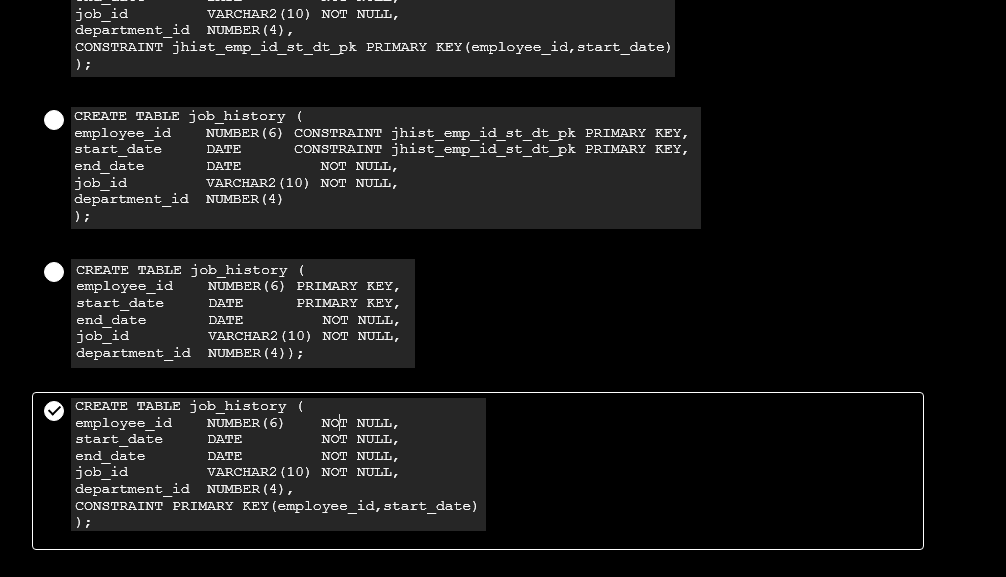 job_id VARCHAR2(10) NOT NULL,
department_id NUMBER(4),
CONSTRAINT jhist_emp_id_st_dt_pk PRIMARY KEY(employee_id,start_date)
);
CREATE TABLE job_history (
employee_id NUMBER(6) CONSTRAINT jhist_emp_id_st_dt_pk PRIMARY KEY,
start_date DATE CONSTRAINT jhist_emp_id_st_dt_pk PRIMARY KEY,
end_date DATE NOT NULL,
job_id VARCHAR2(10) NOT NULL,
department_id NUMBER(4)
);
CREATE TABLE job_history (
employee_id NUMBER(6) PRIMARY KEY,
start_date DATE PRIMARY KEY,
end_date DATE NOT NULL,
job_id VARCHAR2(10) NOT NULL,
department_id NUMBER(4));
CREATE TABLE job_history (
employee_id NUMBER(6) NOT NULL,
start_date DATE NOT NULL,
end_date DATE NOT NULL,
job_id VARCHAR2(10) NOT NULL,
department_id NUMBER(4),
CONSTRAINT PRIMARY KEY(employee_id,start_date)
);